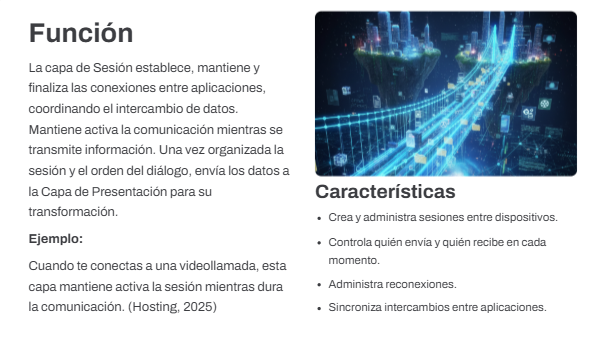 Función
La capa de Sesión establece, mantiene y
finaliza las conexiones entre aplicaciones,
coordinando el intercambio de datos.
Mantiene activa la comunicación mientras se
transmite información. Una vez organizada la
sesión y el orden del diálogo, envía los datos a
la Capa de Presentación para su
transformación.
Ejemplo:
Cuando te conectas a una videollamada, esta
capa mantiene activa la sesión mientras dura
la comunicación. (Hosting, 2025)
Características
• Crea y administra sesiones entre dispositivos.
• Controla quién envía y quién recibe en cada
momento.
• Administra reconexiones.
• Sincroniza intercambios entre aplicaciones.